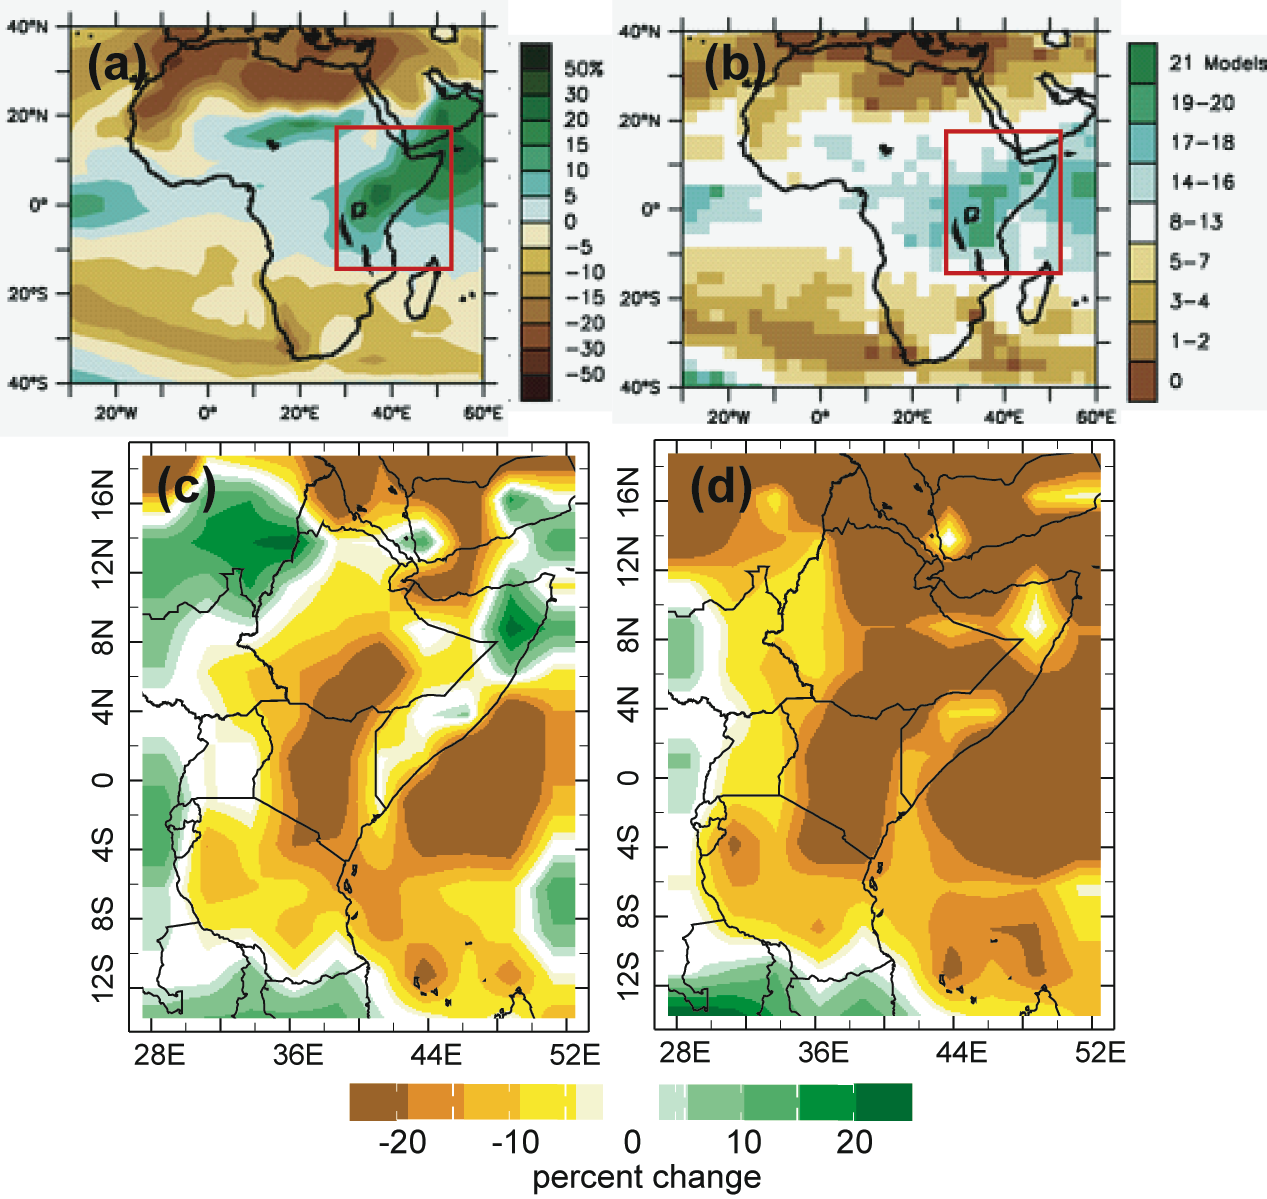 (a)
40°N
20°N
0°
20°S
40°S
20°W 0° 20°E 40°E 60°E
50%
30
20
15
10
5
0
−5
−10
−15
−20
−30
−50
(b)
40°N
20°N
0°
20°S
40°S
20°W 0° 20°E 40°E 60°E
21 Models
19−20
17−18
14−16
8−13
5−7
3−4
1−2
0
(c)
16N
12N
8N
4N
0
4S
8S
12S
28E 36E 44E 52E
(d)
16N
12N
8N
4N
0
4S
8S
12S
28E 36E 44E 52E
-20 -10 0 10 20
percent change